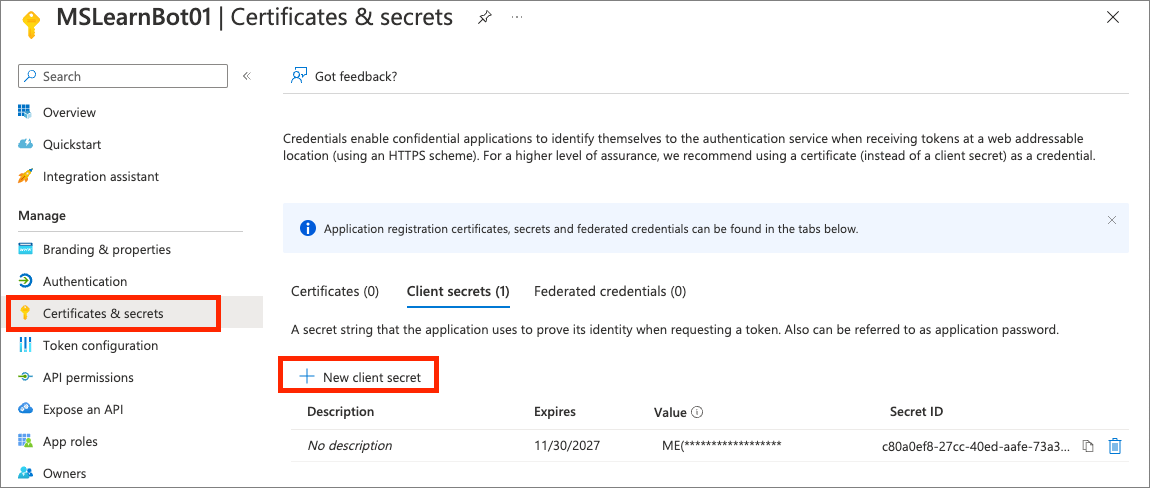 MSLearnBot01 | Certificates & secrets
Search
Overview
Quickstart
Integration assistant
Manage
Branding & properties
Authentication
Certificates & secrets
Token configuration
API permissions
Expose an API
App roles
Owners
Got feedback?
Credentials enable confidential applications to identify themselves to the authentication service when receiving tokens at a web addressable
location (using an HTTPS scheme). For a higher level of assurance, we recommend using a certificate (instead of a client secret) as a credential.
Application registration certificates, secrets and federated credentials can be found in the tabs below.
Certificates (0) Client secrets (1) Federated credentials (0)
A secret string that the application uses to prove its identity when requesting a token. Also can be referred to as application password.
New client secret
Description Expires Value Secret ID
No description 11/30/2027 ME(****************** c80a0ef8-27cc-40ed-aafe-73a3...